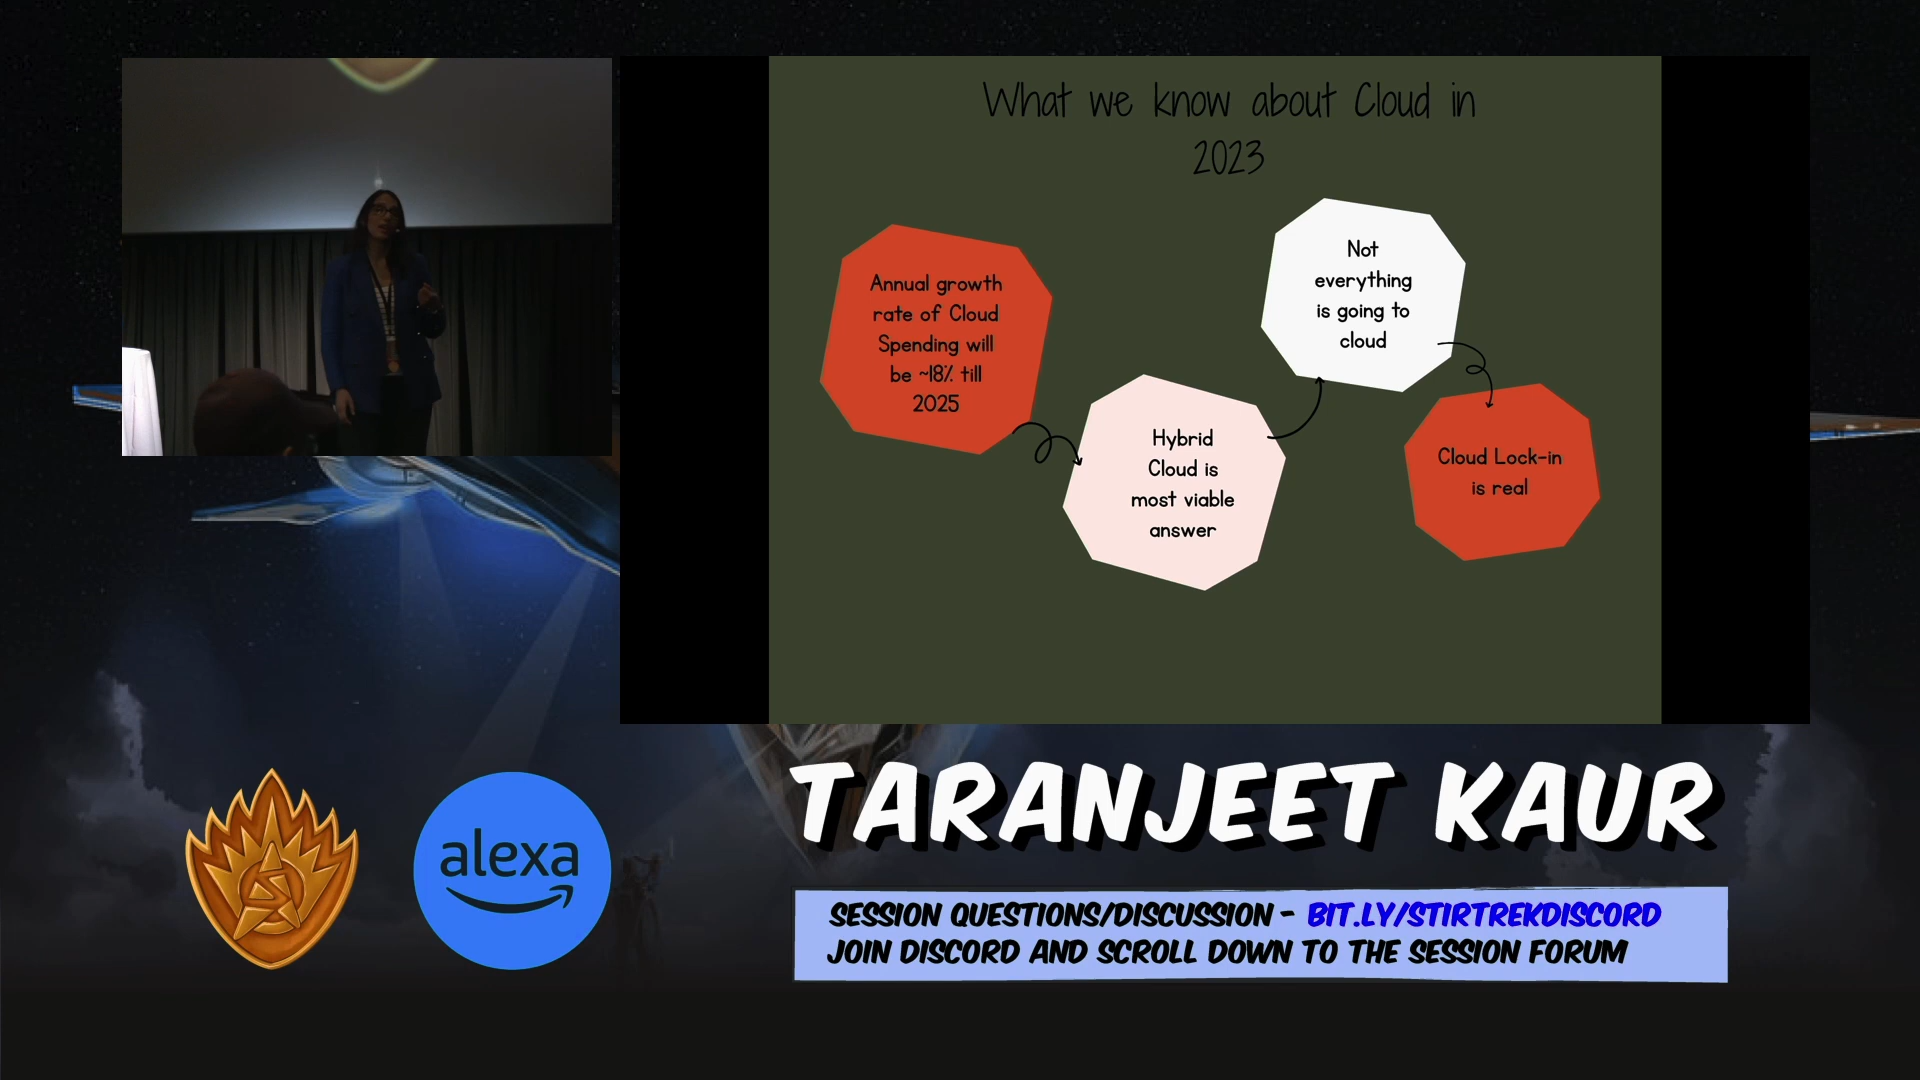 What we know about Cloud in
2023
Annual growth
rate of Cloud
Spending will
be ~18% till
2025
Hybrid
Cloud is
most viable
answer
Not
everything
is going to
cloud
Cloud Lock-in
is real
alexa
TARANJEET KAUR
SESSION QUESTIONS/DISCUSSION - BIT.LY/STIRTREKDISCORD
JOIN DISCORD AND SCROLL DOWN TO THE SESSION FORUM